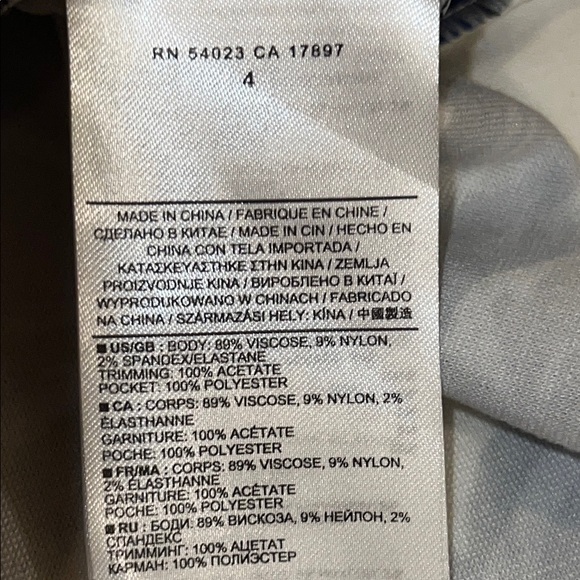 RN 54023 CA 17897
4
MADE IN CHINA / FABRIQUE EN CHINE /
СДЕЛАНО В КИТАЕ / MADE IN CIN / HECHO EN
CHINA CON TELA IMPORTADA /
ΚΑΤΑΣΚΕΥΑΣΤΗΚΕ ΣΤΗΝ ΚΙΝΑ / ZEMLJA
PROIZVODNJE KINA / ВИРОБЛЕНО В КИТАЇ /
WYPRODUKOWANO W CHINACH / FABRICADO
NA CHINA / SZÁRMAZÁSI HELY: KÍNA / 中國製造
■ US/GB : BODY: 89% VISCOSE, 9% NYLON,
2% SPANDEX/ELASTANE
TRIMMING: 100% ACETATE
POCKET: 100% POLYESTER
■ CA : CORPS: 89% VISCOSE, 9% NYLON, 2%
ÉLASTHANNE
GARNITURE: 100% ACÉTATE
POCHE: 100% POLYESTER
■ FR/MA : CORPS: 89% VISCOSE, 9% NYLON,
2% ÉLASTHANNE
GARNITURE: 100% ACÉTATE
POCHE: 100% POLYESTER
■ RU : БОДИ: 89% ВИСКОЗА, 9% НЕЙЛОН, 2%
СПАНДЕКС
ТРИММИНГ: 100% АЦЕТАТ
КАРМАН: 100% ПОЛИЭСТЕР